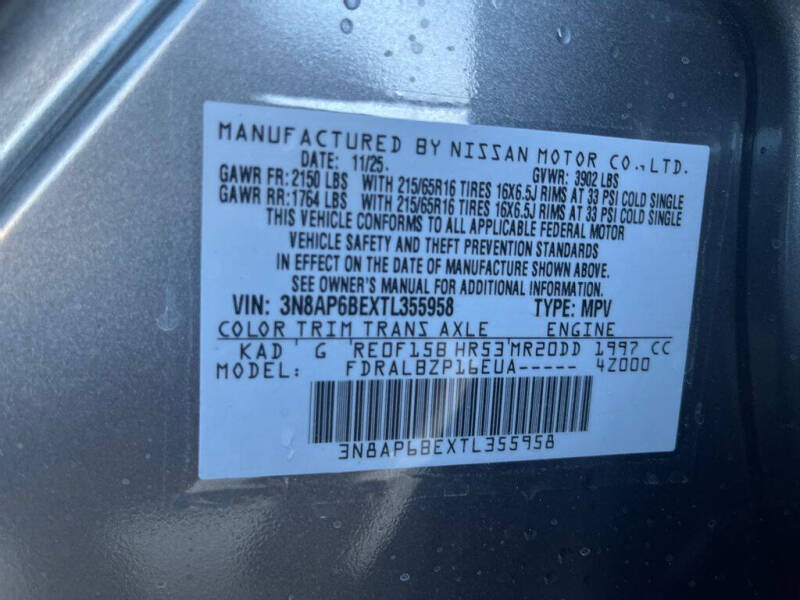 MANUFACTURED BY NISSAN MOTOR CO., LTD.
DATE: 11/25. GVWR: 3902 LBS
GAWR FR: 2150 LBS WITH 215/65R16 TIRES 16X6.5J RIMS AT 33 PSI COLD SINGLE
GAWR RR: 1764 LBS WITH 215/65R16 TIRES 16X6.5J RIMS AT 33 PSI COLD SINGLE
THIS VEHICLE CONFORMS TO ALL APPLICABLE FEDERAL MOTOR
VEHICLE SAFETY AND THEFT PREVENTION STANDARDS
IN EFFECT ON THE DATE OF MANUFACTURE SHOWN ABOVE.
SEE OWNER'S MANUAL FOR ADDITIONAL INFORMATION.
VIN: 3N8AP6BEXTL355958 TYPE: MPV
COLOR TRIM TRANS AXLE ENGINE
KAD G RE0F15B HR53 MR20DD 1997 CC
MODEL: FDRALBZP16EUA----- 4Z000
3N8AP6BEXTL355958